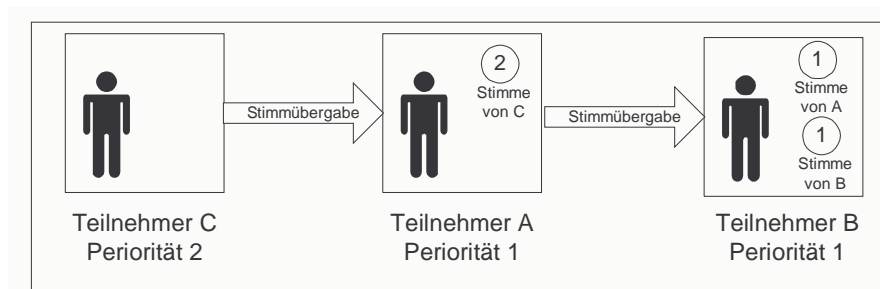 2
Stimme
von C
1
Stimme
von A
1
Stimme
von B
Stimmübergabe
Stimmübergabe
Teilnehmer C
Periorität 2
Teilnehmer A
Periorität 1
Teilnehmer B
Periorität 1